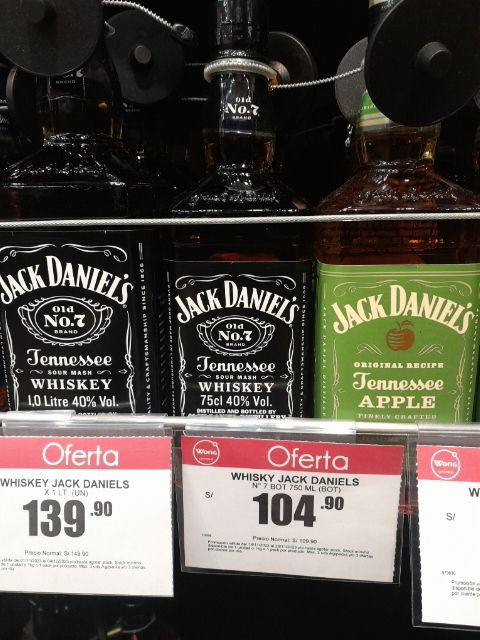 Old
No.7
BRAND
JACK DANIEL'S
Old
No.7
BRAND
Tennessee
SOUR MASH
WHISKEY
1,0 Litre 40% Vol.
JACK DANIEL'S
Old
No.7
BRAND
Tennessee
SOUR MASH
WHISKEY
75cl 40% Vol.
DISTILLED AND BOTTLED BY
JACK DANIEL'S
ORIGINAL RECIPE
Tennessee
APPLE
FINELY CRAFTED
Oferta
WHISKEY JACK DANIELS
X 1 LT. (UN)
139.90
Precio Normal: S/ 149.90
Wong
Oferta
WHISKY JACK DANIELS
N° 7 BOT 750 ML (BOT)
S/
104.90
Precio Normal: S/ 109.90
Wong
W
S/